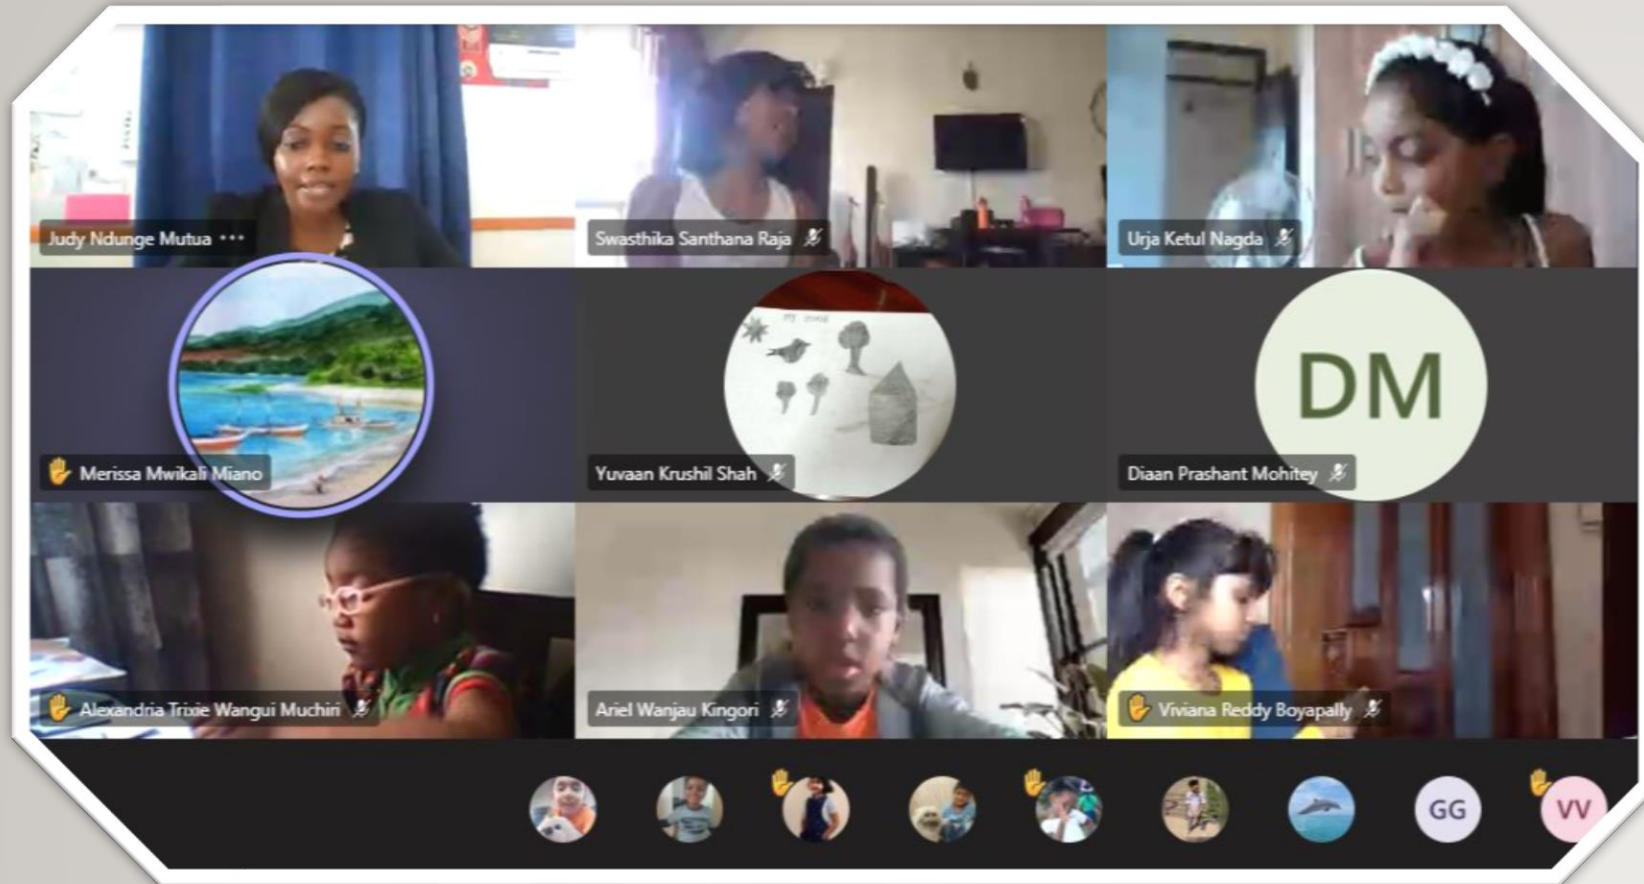 Judy Ndunge Mutua
Swasthika Santhana Raja
Urja Ketul Nagda
DM
Merissa Mwikali Miano
Yuvaan Krushil Shah
Diaan Prashant Mohitey
Alexandria Trixie Wangui Muchiri
Ariel Wanjau Kingori
Viviana Reddy Boyapally
GG
VV